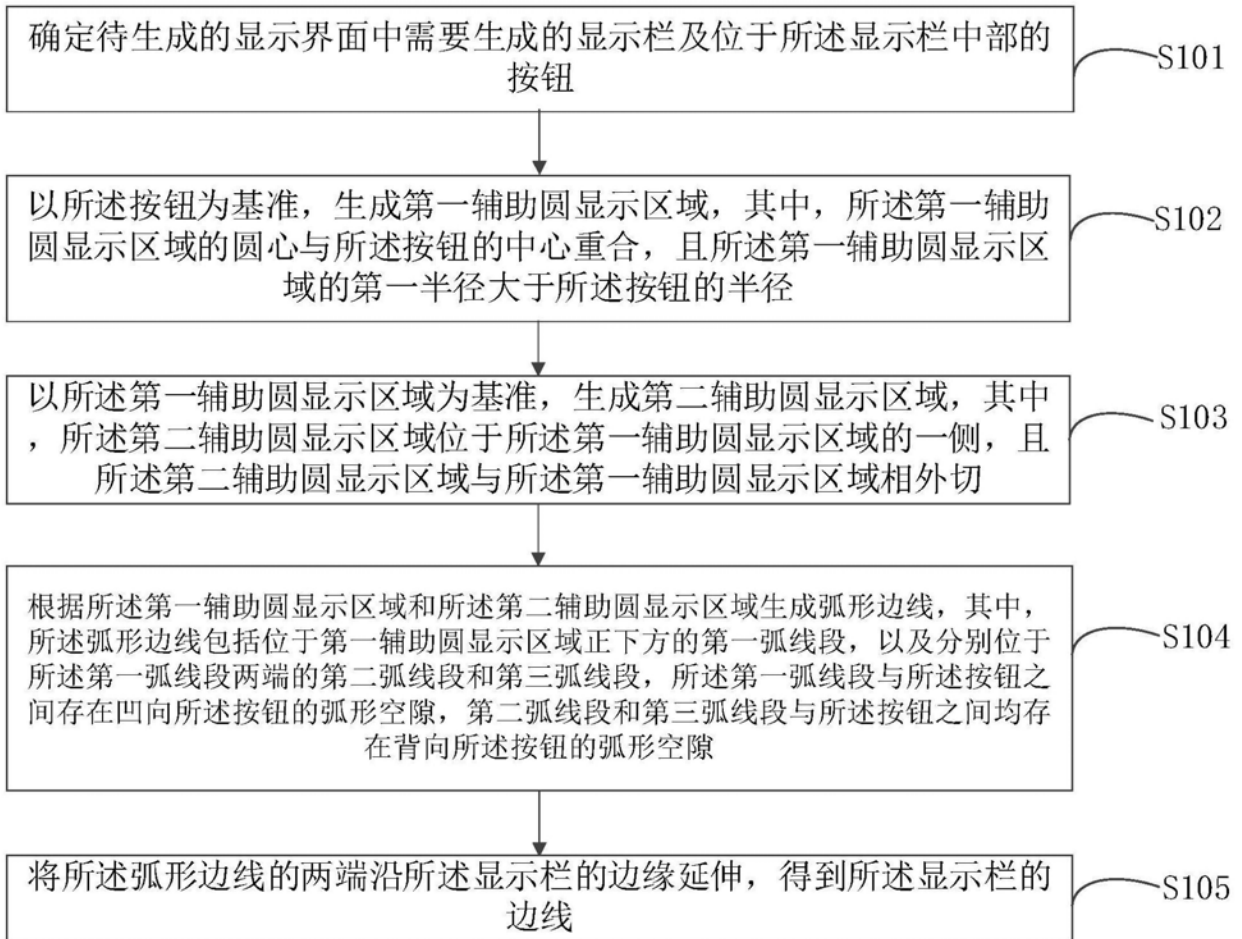 确定待生成的显示界面中需要生成的显示栏及位于所述显示栏中部的
按钮
S101
以所述按钮为基准，生成第一辅助圆显示区域，其中，所述第一辅助
圆显示区域的圆心与所述按钮的中心重合，且所述第一辅助圆显示区
域的第一半径大于所述按钮的半径
S102
以所述第一辅助圆显示区域为基准，生成第二辅助圆显示区域，其中
，所述第二辅助圆显示区域位于所述第一辅助圆显示区域的一侧，且
所述第二辅助圆显示区域与所述第一辅助圆显示区域相外切
S103
根据所述第一辅助圆显示区域和所述第二辅助圆显示区域生成弧形边线，其中，
所述弧形边线包括位于第一辅助圆显示区域正下方的第一弧线段，以及分别位于
所述第一弧线段两端的第二弧线段和第三弧线段，所述第一弧线段与所述按钮之
间存在凹向所述按钮的弧形空隙，第二弧线段和第三弧线段与所述按钮之间均存
在背向所述按钮的弧形空隙
S104
将所述弧形边线的两端沿所述显示栏的边缘延伸，得到所述显示栏的
边线
S105